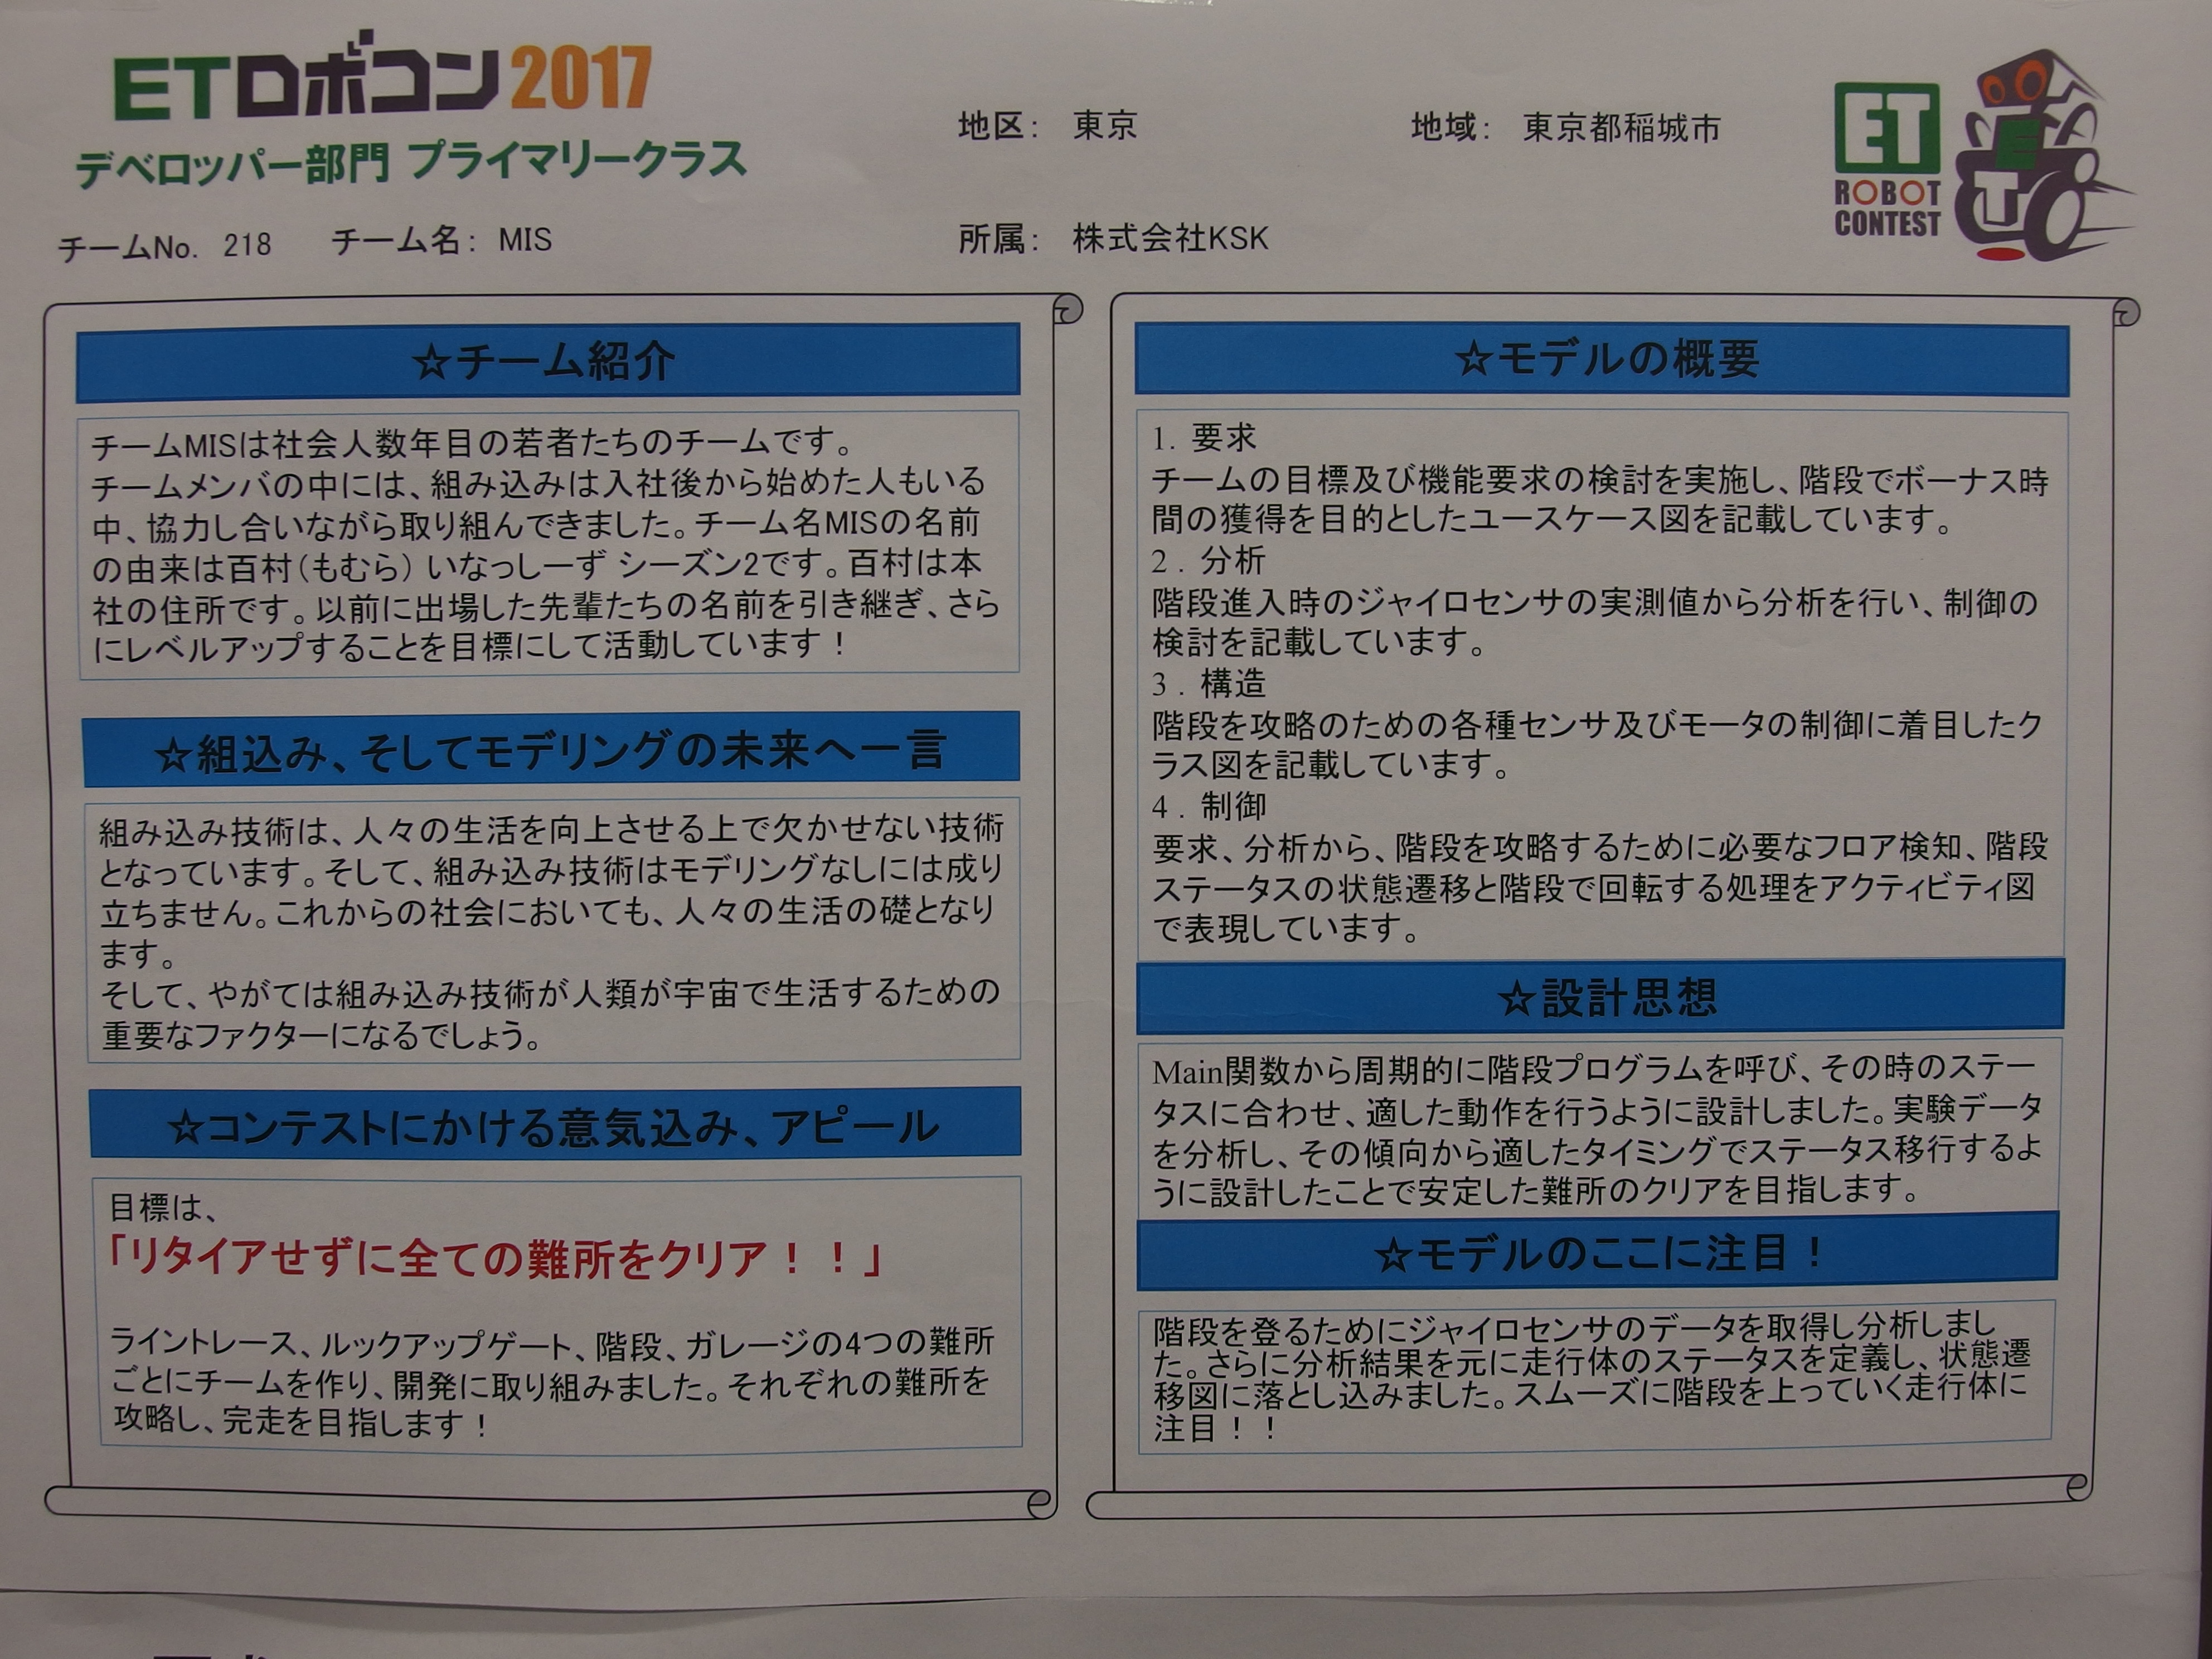 ETロボコン2017
デベロッパー部門 プライマリークラス
地区： 東京
地域： 東京都稲城市
ET
ROBOT
CONTEST
E
T
チームNo. 218 チーム名： MIS
所属： 株式会社KSK
☆チーム紹介
チームMISは社会人数年目の若者たちのチームです。
チームメンバの中には、組み込みは入社後から始めた人もいる
中、協力し合いながら取り組んできました。チーム名MISの名前
の由来は百村（もむら） いなっしーず シーズン2です。百村は本
社の住所です。以前に出場した先輩たちの名前を引き継ぎ、さら
にレベルアップすることを目標にして活動しています！
☆組込み、そしてモデリングの未来へ一言
組み込み技術は、人々の生活を向上させる上で欠かせない技術
となっています。そして、組み込み技術はモデリングなしには成り
立ちません。これからの社会においても、人々の生活の礎となり
ます。
そして、やがては組み込み技術が人類が宇宙で生活するための
重要なファクターになるでしょう。
☆コンテストにかける意気込み、アピール
目標は、
「リタイアせずに全ての難所をクリア！！」
ライントレース、ルックアップゲート、階段、ガレージの4つの難所
ごとにチームを作り、開発に取り組みました。それぞれの難所を
攻略し、完走を目指します！
☆モデルの概要
1. 要求
チームの目標及び機能要求の検討を実施し、階段でボーナス時
間の獲得を目的としたユースケース図を記載しています。
2．分析
階段進入時のジャイロセンサの実測値から分析を行い、制御の
検討を記載しています。
3．構造
階段を攻略のための各種センサ及びモータの制御に着目したク
ラス図を記載しています。
4．制御
要求、分析から、階段を攻略するために必要なフロア検知、階段
ステータスの状態遷移と階段で回転する処理をアクティビティ図
で表現しています。
☆設計思想
Main関数から周期的に階段プログラムを呼び、その時のステー
タスに合わせ、適した動作を行うように設計しました。実験データ
を分析し、その傾向から適したタイミングでステータス移行するよ
うに設計したことで安定した難所のクリアを目指します。
☆モデルのここに注目！
階段を登るためにジャイロセンサのデータを取得し分析しまし
た。さらに分析結果を元に走行体のステータスを定義し、状態遷
移図に落とし込みました。スムーズに階段を上っていく走行体に
注目！！